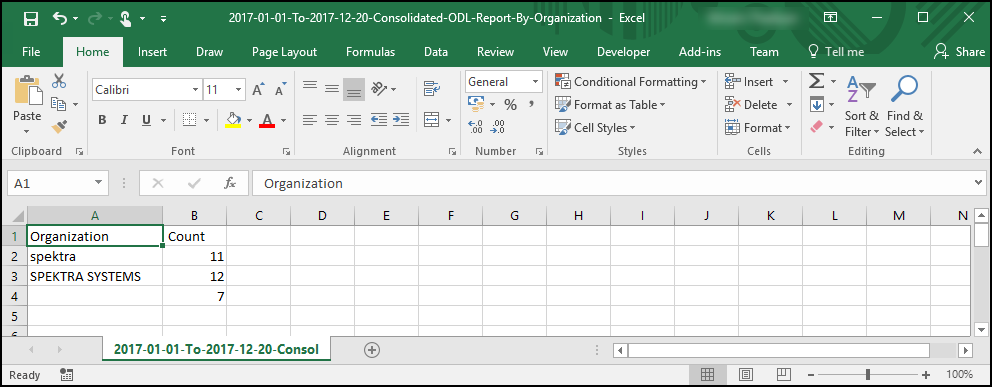 2017-01-01-To-2017-12-20-Consolidated-ODL-Report-By-Organization - Excel
File Home Insert Draw Page Layout Formulas Data Review View Developer Add-ins Team Tell me Share
Calibri 11 A A General Conditional Formatting Insert Σ A Z
Paste Format as Table Delete Sort & Find &
B I U A % , Cell Styles Format Filter Select
←.0 .00 .00 →.0
Clipboard Font Alignment Number Styles Cells Editing
A1 fx Organization
A B C D E F G H I J K L M N
1 Organization Count
2 spektra 11
3 SPEKTRA SYSTEMS 12
4 7
5
2017-01-01-To-2017-12-20-Consol
Ready 100%